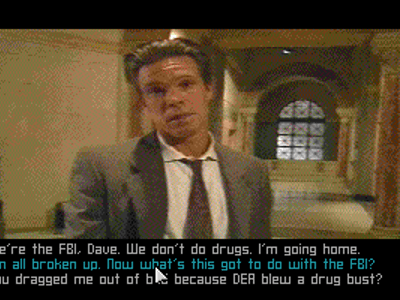 e're the FBI, Dave. We don't do drugs. I'm going home.
m all broken up. Now what's this got to do with the FBI?
u dragged me out of bed because DEA blew a drug bust?